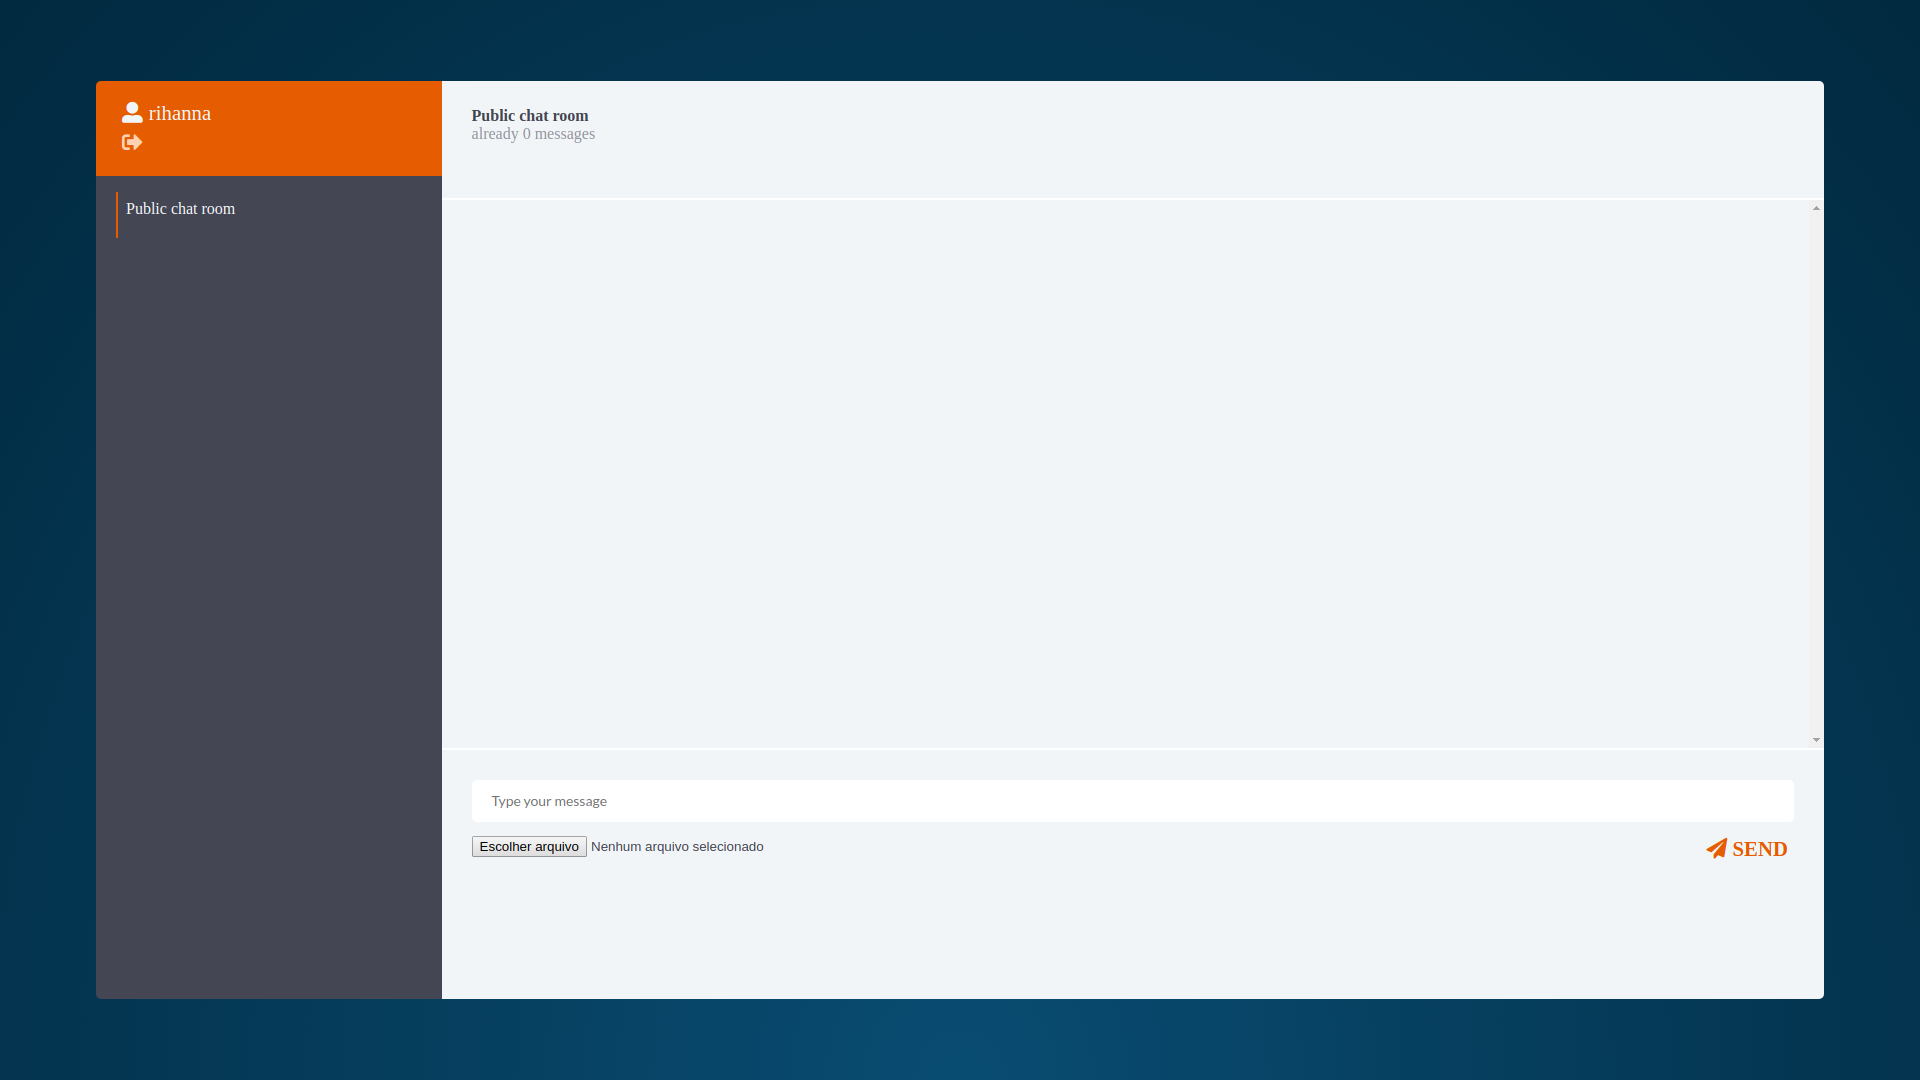 rihanna
Public chat room
Public chat room
already 0 messages
Type your message
Escolher arquivo Nenhum arquivo selecionado
SEND